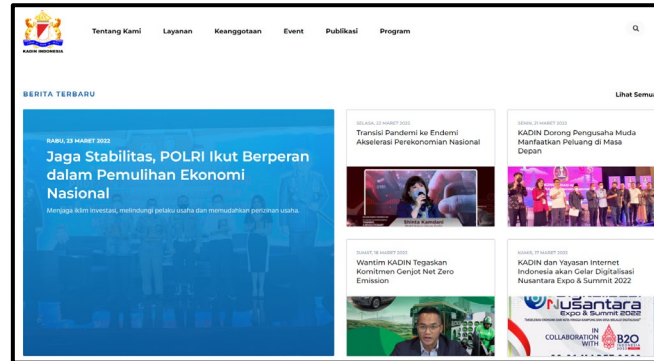 KADIN INDONESIA
Tentang Kami Layanan Keanggotaan Event Publikasi Program
BERITA TERBARU
Lihat Semua
RABU, 23 MARET 2022
Jaga Stabilitas, POLRI Ikut Berperan
dalam Pemulihan Ekonomi
Nasional
Menjaga iklim investasi, melindungi pelaku usaha dan memudahkan perizinan usaha.
SELASA, 22 MARET 2022
Transisi Pandemi ke Endemi
Akselerasi Perekonomian Nasional
Shinta Kamdani
SENIN, 21 MARET 2022
KADIN Dorong Pengusaha Muda
Manfaatkan Peluang di Masa
Depan
JUMAT, 18 MARET 2022
Wantim KADIN Tegaskan
Komitmen Genjot Net Zero
Emission
KAMIS, 17 MARET 2022
KADIN dan Yayasan Internet
Indonesia akan Gelar Digitalisasi
Nusantara Expo & Summit 2022
Nusantara
Expo & Summit 2022
IN
COLLABORATION
WITH
B20